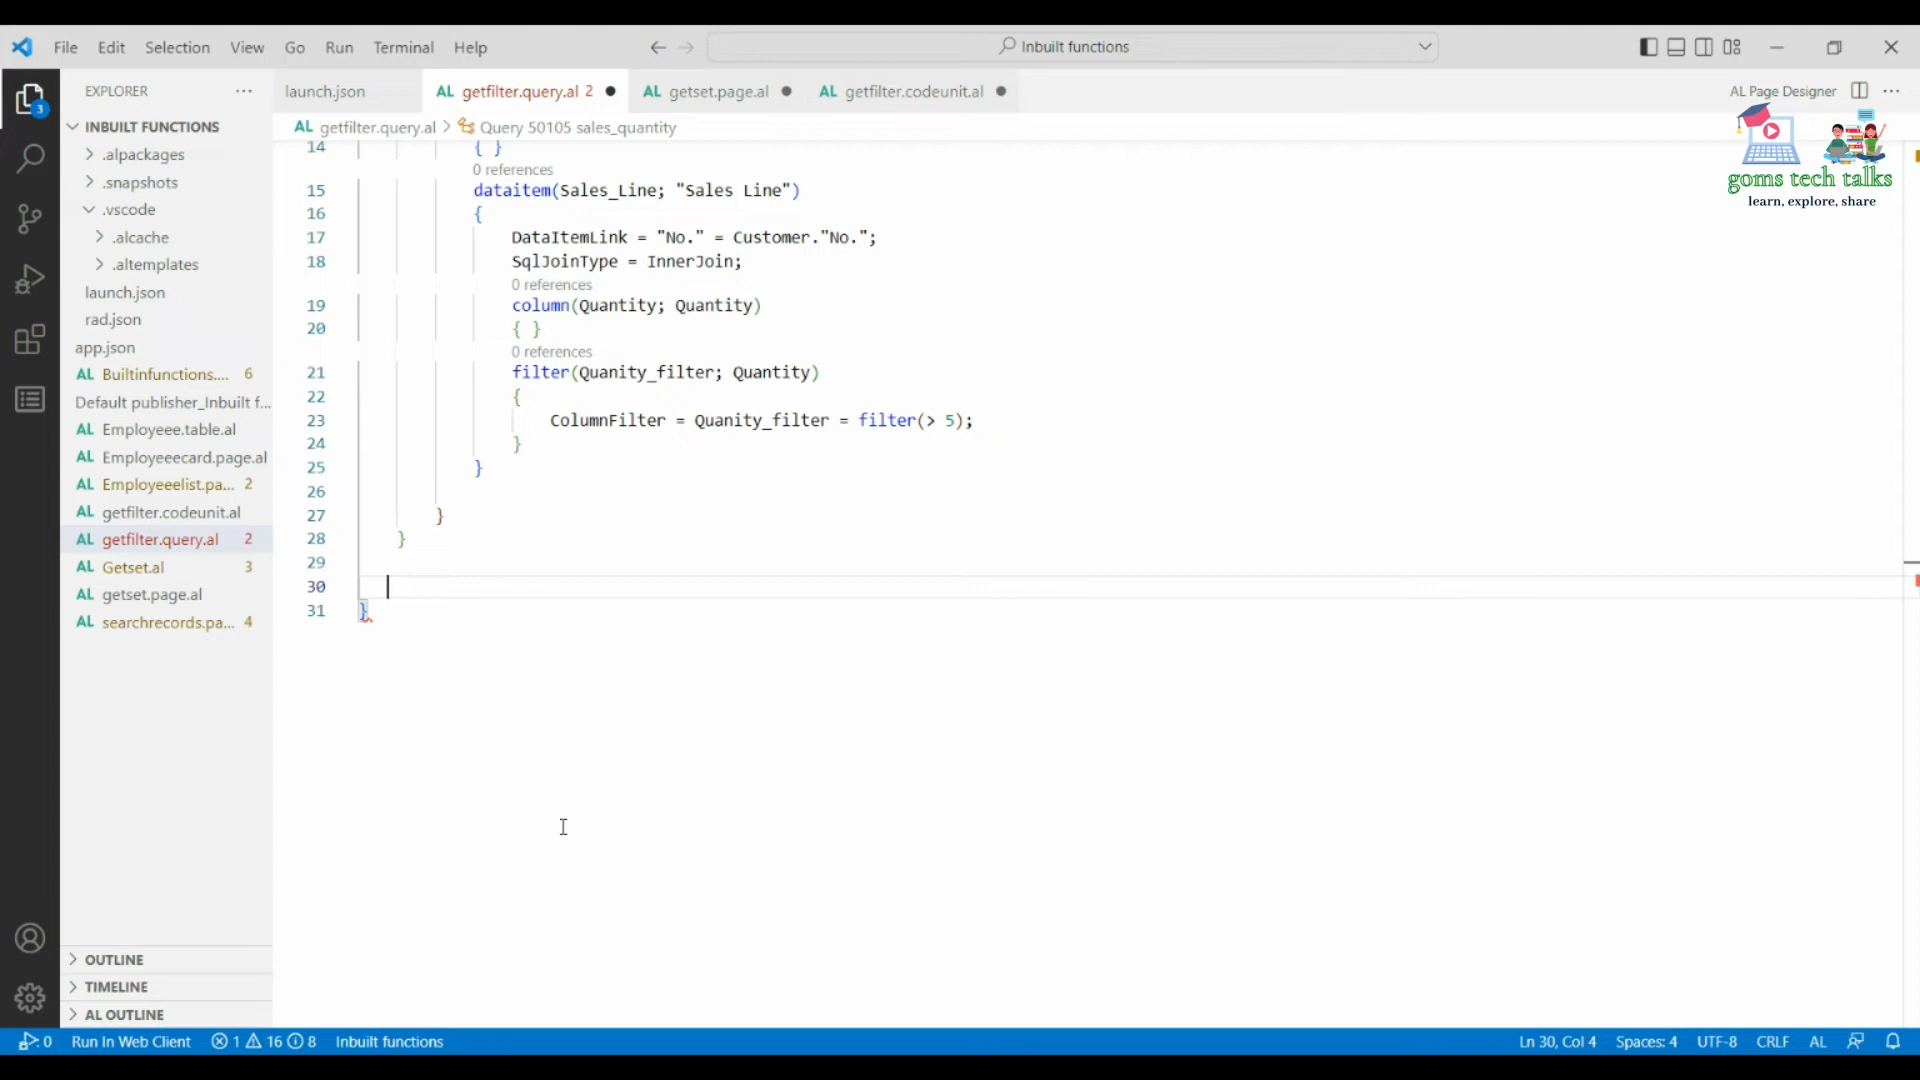 File Edit Selection View Go Run Terminal Help
Inbuilt functions
EXPLORER
launch.json
AL getfilter.query.al 2
AL getset.page.al
AL getfilter.codeunit.al
AL Page Designer
INBUILT FUNCTIONS
AL getfilter.query.al > Query 50105 sales_quantity
goms tech talks
learn, explore, share
3
.alpackages
.snapshots
.vscode
.alcache
.altemplates
launch.json
rad.json
app.json
AL Builtinfunctions.... 6
Default publisher_Inbuilt f...
AL Employeee.table.al
AL Employeeecard.page.al
AL Employeeelist.pa... 2
AL getfilter.codeunit.al
AL getfilter.query.al 2
AL Getset.al 3
AL getset.page.al
AL searchrecords.pa... 4
OUTLINE
TIMELINE
AL OUTLINE
14 { }
0 references
15 dataitem(Sales_Line; "Sales Line")
16 {
17 DataItemLink = "No." = Customer."No.";
18 SqlJoinType = InnerJoin;
0 references
19 column(Quantity; Quantity)
20 { }
0 references
21 filter(Quanity_filter; Quantity)
22 {
23 ColumnFilter = Quanity_filter = filter(> 5);
24 }
25 }
26
27 }
28 }
29
30
31 }
0 Run In Web Client 1 16 8 Inbuilt functions
Ln 30, Col 4 Spaces: 4 UTF-8 CRLF AL